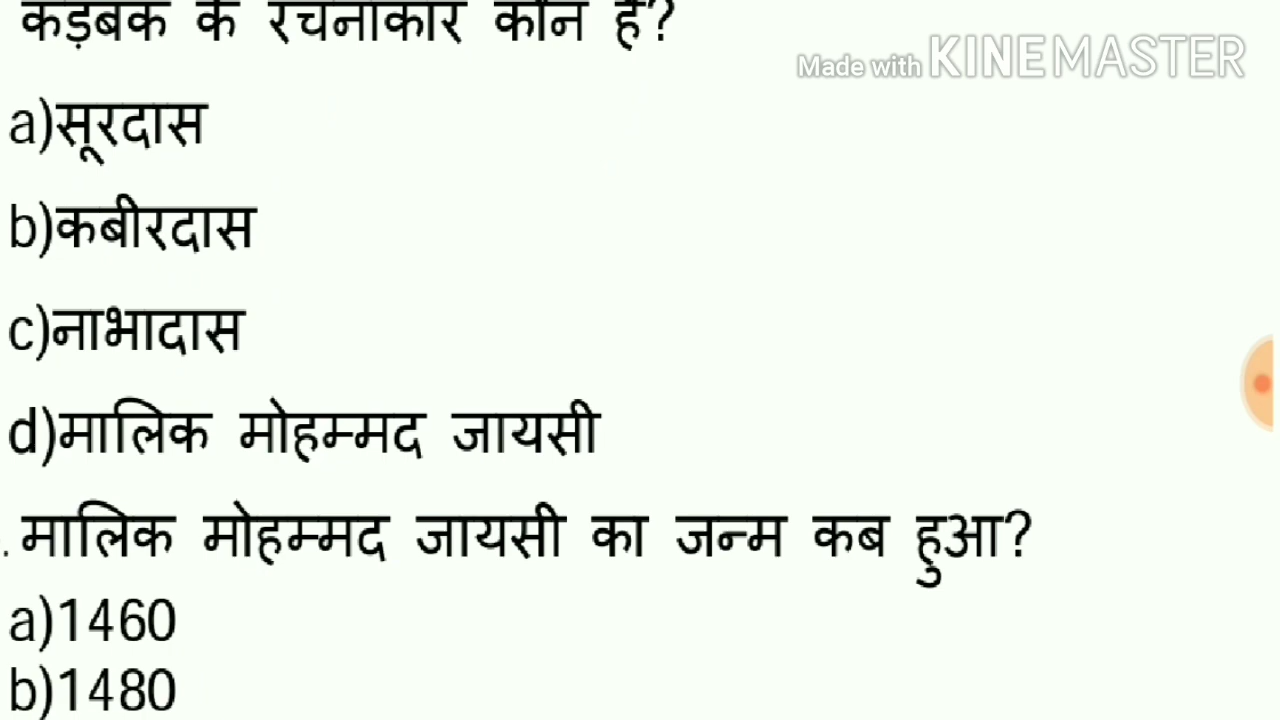 कड़बक के रचनाकार कौन है?
Made with KINEMASTER
a)सूरदास
b)कबीरदास
c)नाभादास
d)मालिक मोहम्मद जायसी
.मालिक मोहम्मद जायसी का जन्म कब हुआ?
a)1460
b)1480